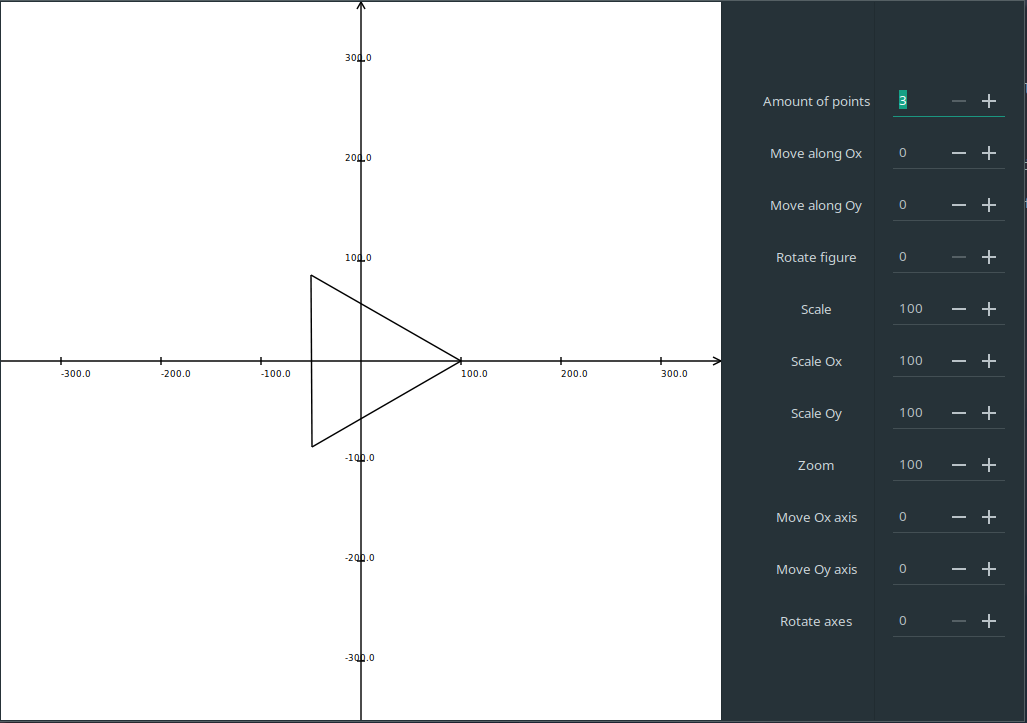 300.0
200.0
100.0
-300.0 -200.0 -100.0 100.0 200.0 300.0
-100.0
-200.0
-300.0
Amount of points 3
Move along Ox 0
Move along Oy 0
Rotate figure 0
Scale 100
Scale Ox 100
Scale Oy 100
Zoom 100
Move Ox axis 0
Move Oy axis 0
Rotate axes 0